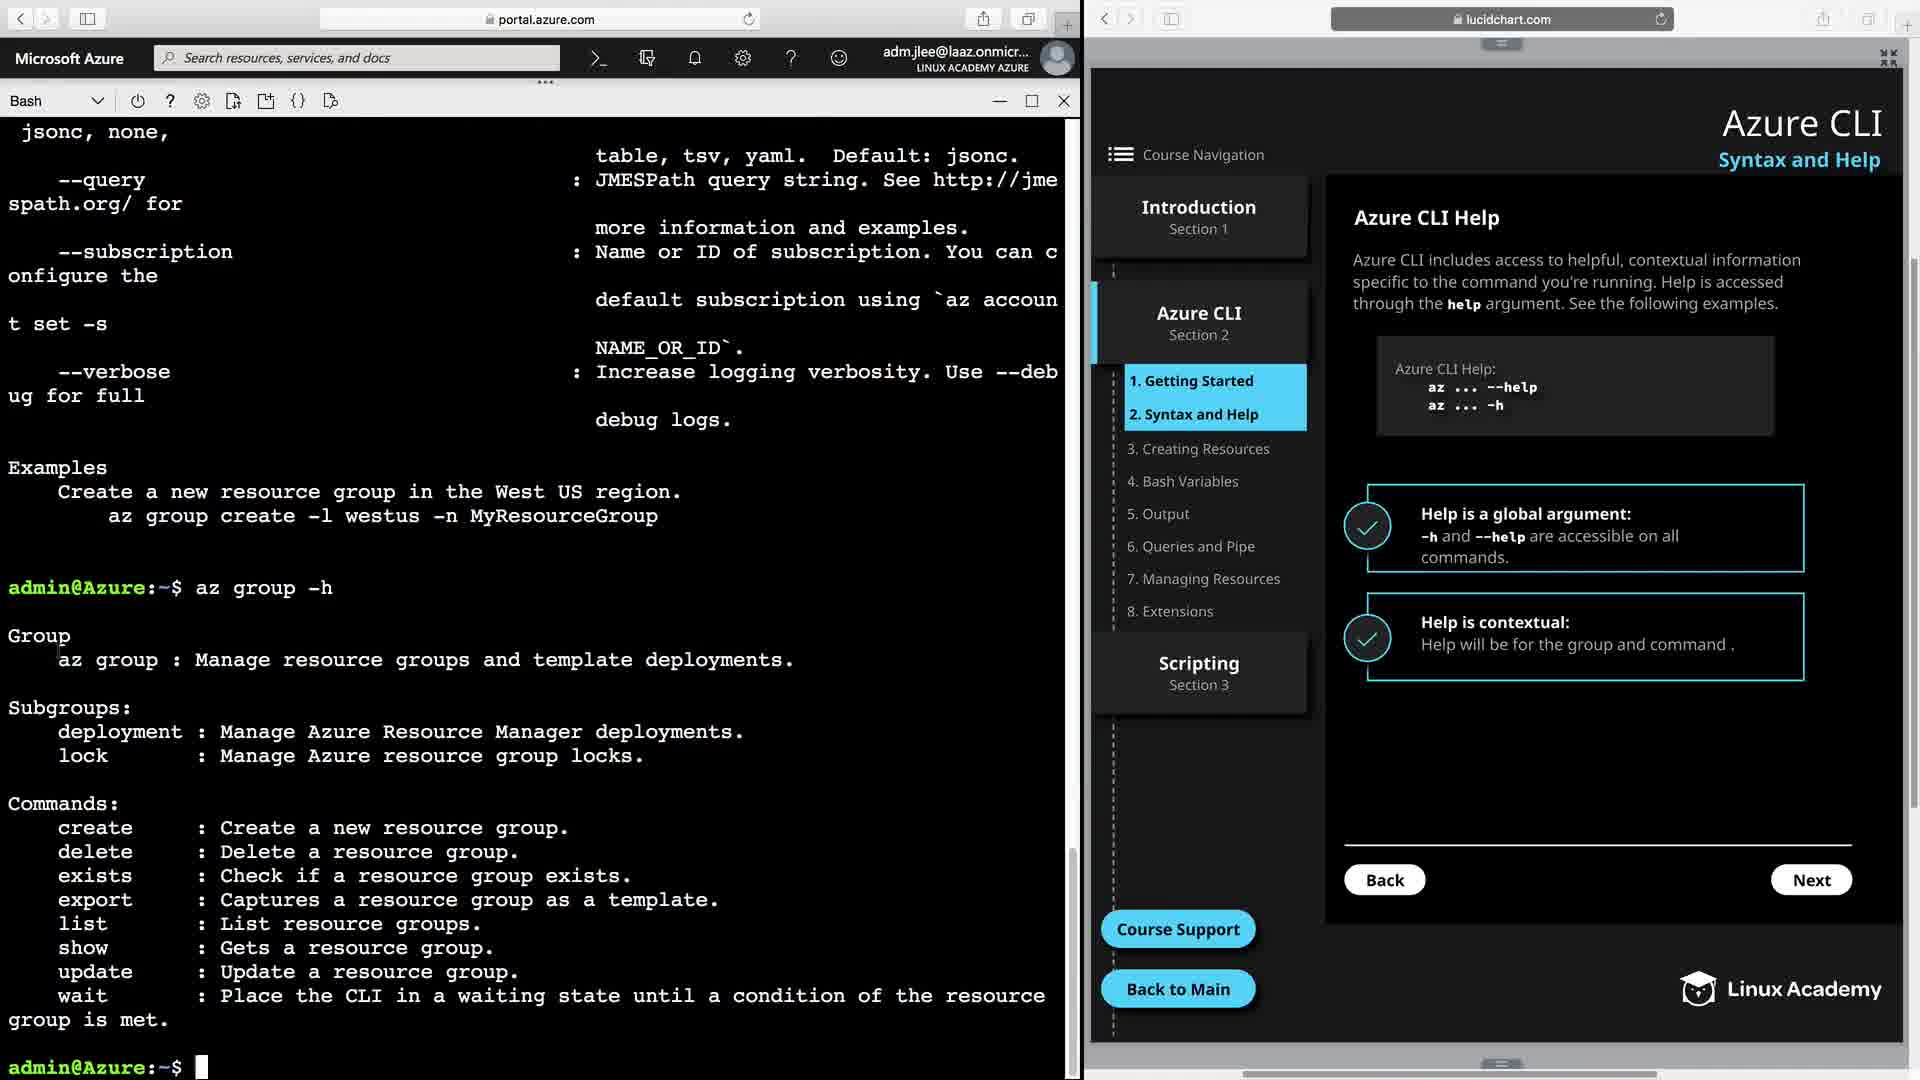 portal.azure.com
Microsoft Azure
Search resources, services, and docs
adm.jlee@laaz.onmicr...
LINUX ACADEMY AZURE
Bash
jsonc, none,
table, tsv, yaml.  Default: jsonc.
--query : JMESPath query string. See http://jme
spath.org/ for
more information and examples.
--subscription : Name or ID of subscription. You can c
onfigure the
default subscription using `az accoun
t set -s
NAME_OR_ID`.
--verbose : Increase logging verbosity. Use --deb
ug for full
debug logs.
Examples
Create a new resource group in the West US region.
az group create -l westus -n MyResourceGroup
admin@Azure:~$ az group -h
Group
az group : Manage resource groups and template deployments.
Subgroups:
deployment : Manage Azure Resource Manager deployments.
lock : Manage Azure resource group locks.
Commands:
create : Create a new resource group.
delete : Delete a resource group.
exists : Check if a resource group exists.
export : Captures a resource group as a template.
list : List resource groups.
show : Gets a resource group.
update : Update a resource group.
wait : Place the CLI in a waiting state until a condition of the resource
group is met.
admin@Azure:~$
lucidchart.com
Azure CLI
Syntax and Help
Course Navigation
Introduction
Section 1
Azure CLI
Section 2
1. Getting Started
2. Syntax and Help
3. Creating Resources
4. Bash Variables
5. Output
6. Queries and Pipe
7. Managing Resources
8. Extensions
Scripting
Section 3
Course Support
Back to Main
Azure CLI Help
Azure CLI includes access to helpful, contextual information
specific to the command you're running. Help is accessed
through the help argument. See the following examples.
Azure CLI Help:
az ... --help
az ... -h
Help is a global argument:
-h and --help are accessible on all
commands.
Help is contextual:
Help will be for the group and command .
Back
Next
Linux Academy